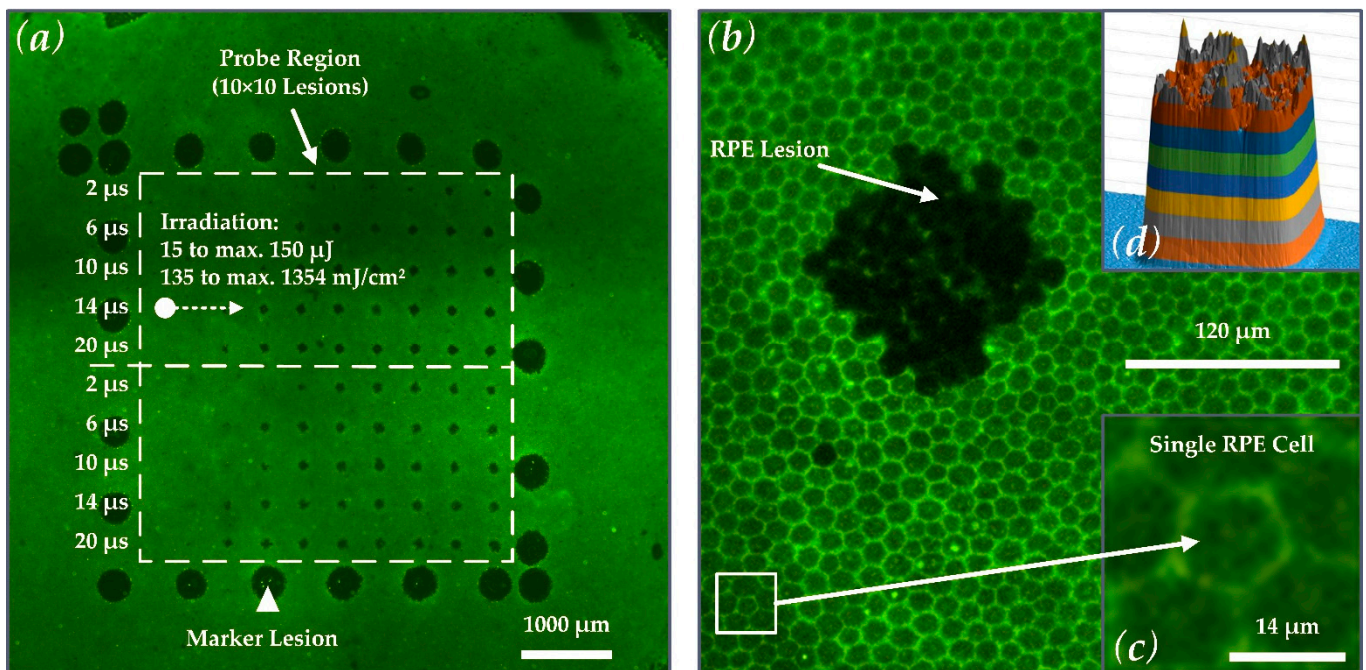 (a)
Probe Region
(10×10 Lesions)
2 µs
6 µs
10 µs
14 µs
20 µs
Irradiation:
15 to max. 150 µJ
135 to max. 1354 mJ/cm²
2 µs
6 µs
10 µs
14 µs
20 µs
Marker Lesion
1000 µm
(b)
RPE Lesion
120 µm
(d)
Single RPE Cell
14 µm
(c)